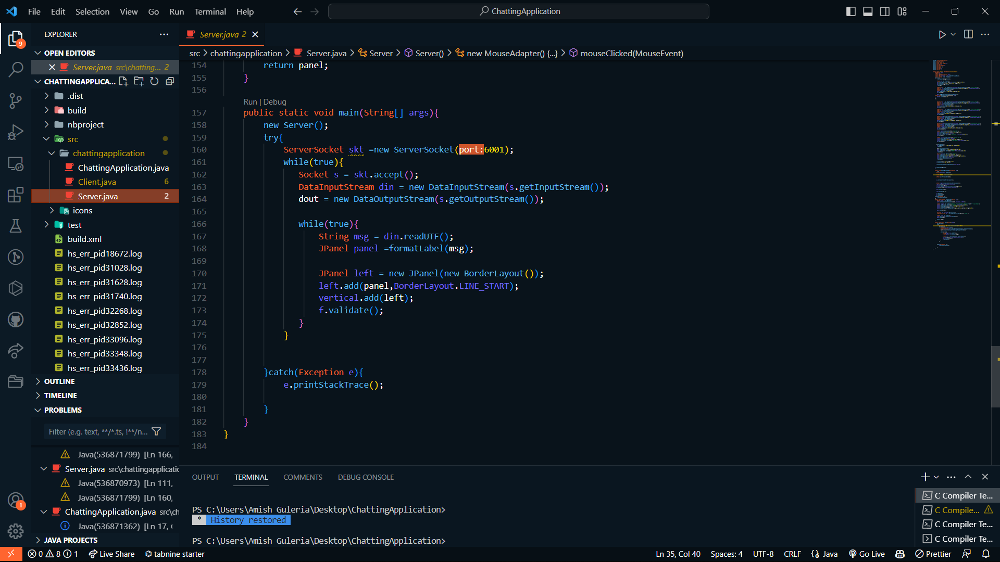 File Edit Selection View Go Run Terminal Help
ChattingApplication
EXPLORER
Server.java 2
src > chattingapplication > Server.java > Server > Server() > new MouseAdapter() {...} > mouseClicked(MouseEvent)
OPEN EDITORS
Server.java src\chatting... 2
CHATTINGAPPLICA...
.dist
build
nbproject
src
chattingapplication
ChattingApplication.java
Client.java 6
Server.java 2
icons
test
build.xml
hs_err_pid18672.log
hs_err_pid31028.log
hs_err_pid31628.log
hs_err_pid31740.log
hs_err_pid32268.log
hs_err_pid32852.log
hs_err_pid33096.log
hs_err_pid33348.log
hs_err_pid33436.log
OUTLINE
TIMELINE
PROBLEMS
Filter (e.g. text, **/*.ts, !**/n...
Java(536871799) [Ln 166,
Server.java src\chattingapplicatic
Java(536870973) [Ln 111,
Java(536871799) [Ln 160,
ChattingApplication.java src\ch
Java(536871362) [Ln 17, (
JAVA PROJECTS
9
1
154 return panel;
155 }
156
Run | Debug
157 public static void main(String[] args){
158 new Server();
159 try{
160 ServerSocket skt =new ServerSocket(port:6001);
161 while(true){
162 Socket s = skt.accept();
163 DataInputStream din = new DataInputStream(s.getInputStream());
164 dout = new DataOutputStream(s.getOutputStream());
165
166 while(true){
167 String msg = din.readUTF();
168 JPanel panel =formatLabel(msg);
169
170 JPanel left = new JPanel(new BorderLayout());
171 left.add(panel,BorderLayout.LINE_START);
172 vertical.add(left);
173 f.validate();
174 }
175 }
176
177
178 }catch(Exception e){
179 e.printStackTrace();
180
181 }
182 }
183 }
184
OUTPUT TERMINAL COMMENTS DEBUG CONSOLE
PS C:\Users\Amish Guleria\Desktop\ChattingApplication>
* History restored
PS C:\Users\Amish Guleria\Desktop\ChattingApplication>
C Compiler Te...
C Compile...
C Compiler Te...
C Compiler Te...
0 8 1 Live Share tabnine starter Ln 35, Col 40 Spaces: 4 UTF-8 CRLF {} Java Go Live Prettier